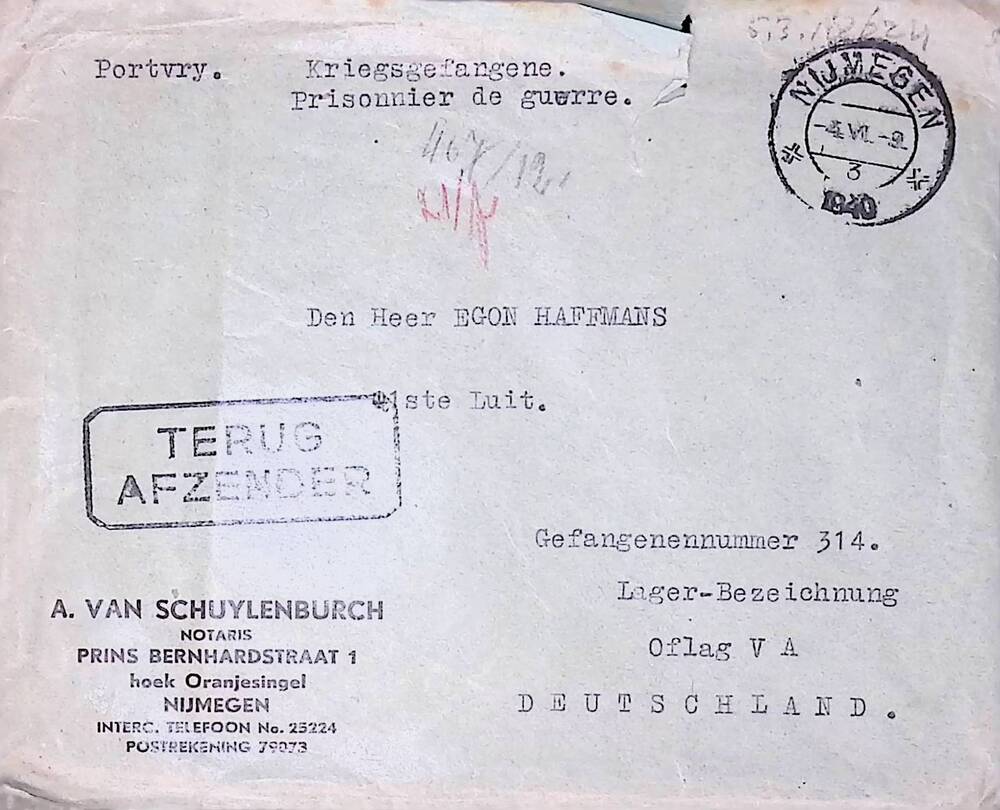 Portvry. Kriegsgefangene.
Prisonnier de guerre.
NIJMEGEN
-4.VI.-9.
3
1940
467/12.
Den Heer EGON HAFFMANS
1ste Luit.
TERUG
AFZENDER
Gefangenennummer 314.
Lager-Bezeichnung
Oflag V A
DEUTSCHLAND.
A. VAN SCHUYLENBURCH
NOTARIS
PRINS BERNHARDSTRAAT 1
hoek Oranjesingel
NIJMEGEN
INTERC. TELEFOON No. 25224
POSTREKENING 79073